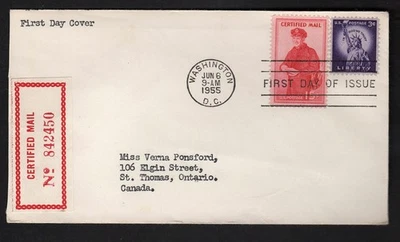 First Day Cover
WASHINGTON
JUN 6
9-AM
1955
D.C.
CERTIFIED MAIL
U.S. POSTAGE
3¢
LIBERTY
FIRST DAY OF ISSUE
CERTIFIED MAIL
No 842450
Miss Verna Ponsford,
106 Elgin Street,
St. Thomas, Ontario.
Canada.